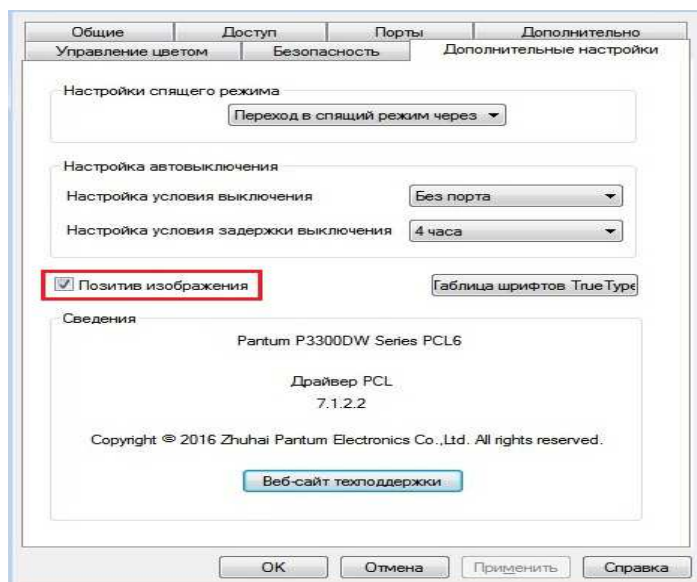 Общие Доступ Порты Дополнительно
Управление цветом Безопасность Дополнительные настройки
Настройки спящего режима
Переход в спящий режим через
Настройка автовыключения
Настройка условия выключения Без порта
Настройка условия задержки выключения 4 часа
Позитив изображения Таблица шрифтов TrueType
Сведения
Pantum P3300DW Series PCL6
Драйвер PCL
7.1.2.2
Copyright © 2016 Zhuhai Pantum Electronics Co.,Ltd. All rights reserved.
Веб-сайт техподдержки
OK Отмена Применить Справка